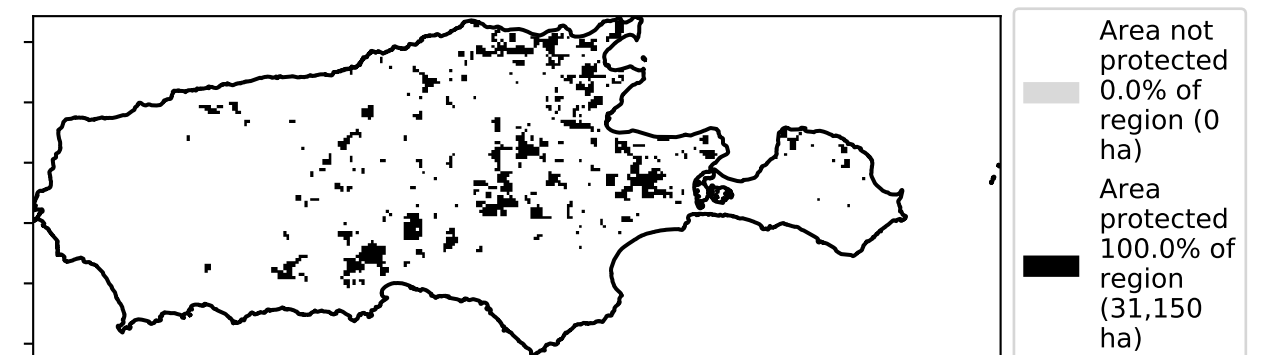 Area not
protected
0.0% of
region (0
ha)
Area
protected
100.0% of
region
(31,150
ha)